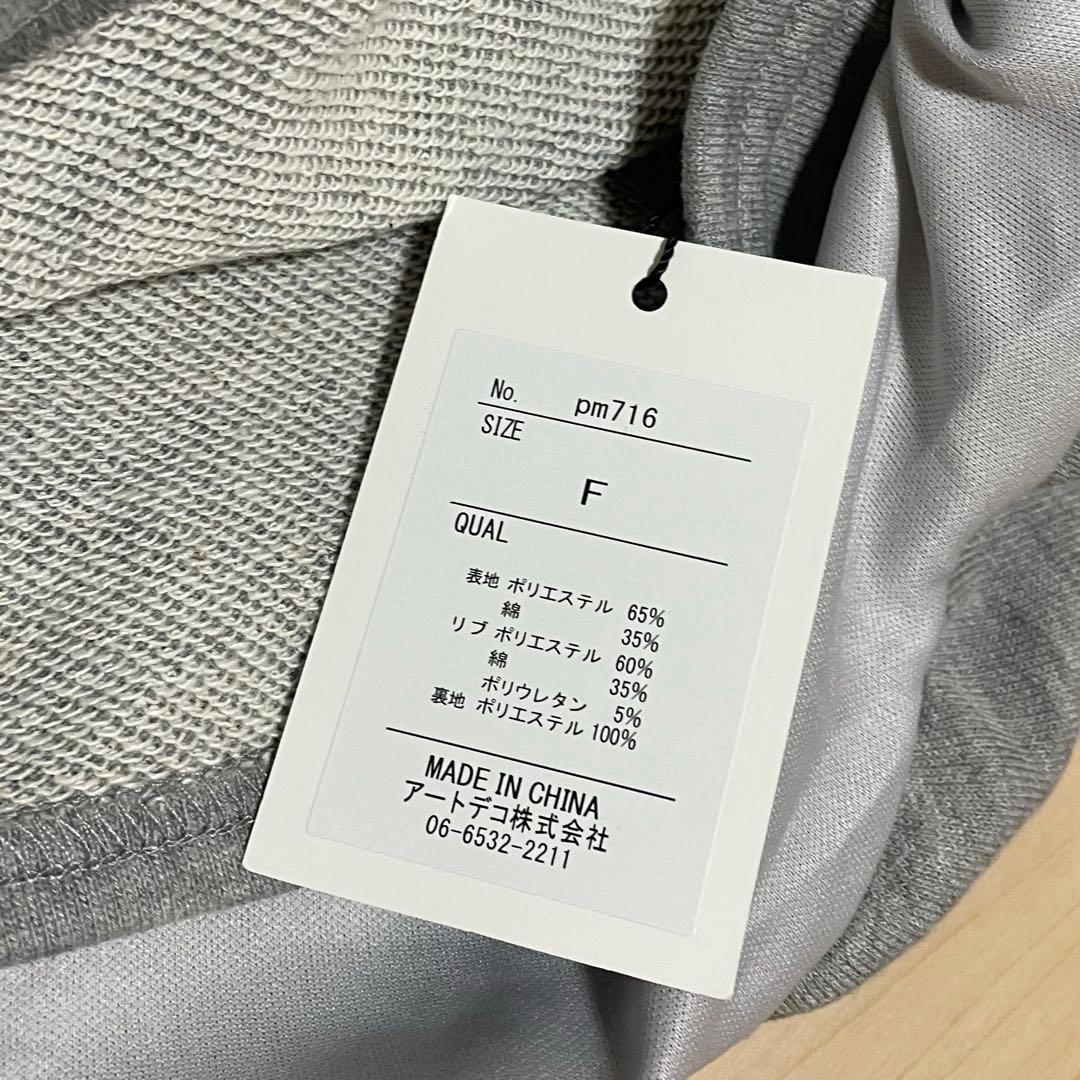 No. pm716
SIZE
F
QUAL
表地 ポリエステル 65%
綿 35%
リブ ポリエステル 60%
綿 35%
ポリウレタン 5%
裏地 ポリエステル 100%
MADE IN CHINA
アートデコ株式会社
06-6532-2211